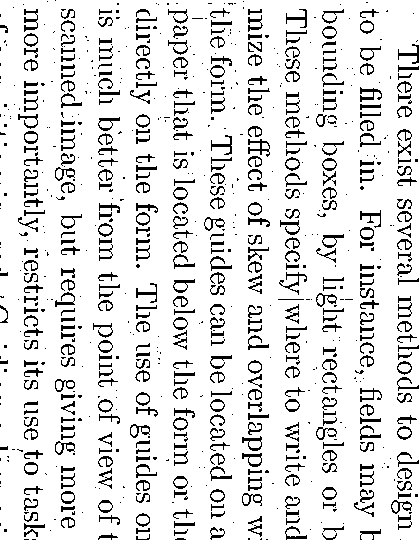 There exist several methods to design
to be filled in. For instance, fields may b
bounding boxes, by light rectangles or b
These methods specify where to write and
mize the effect of skew and overlapping w
the form. These guides can be located on a
paper that is located below the form or the
directly on the form. The use of guides on
is much better from the point of view of t
scanned image, but requires giving more
more importantly, restricts its use to task